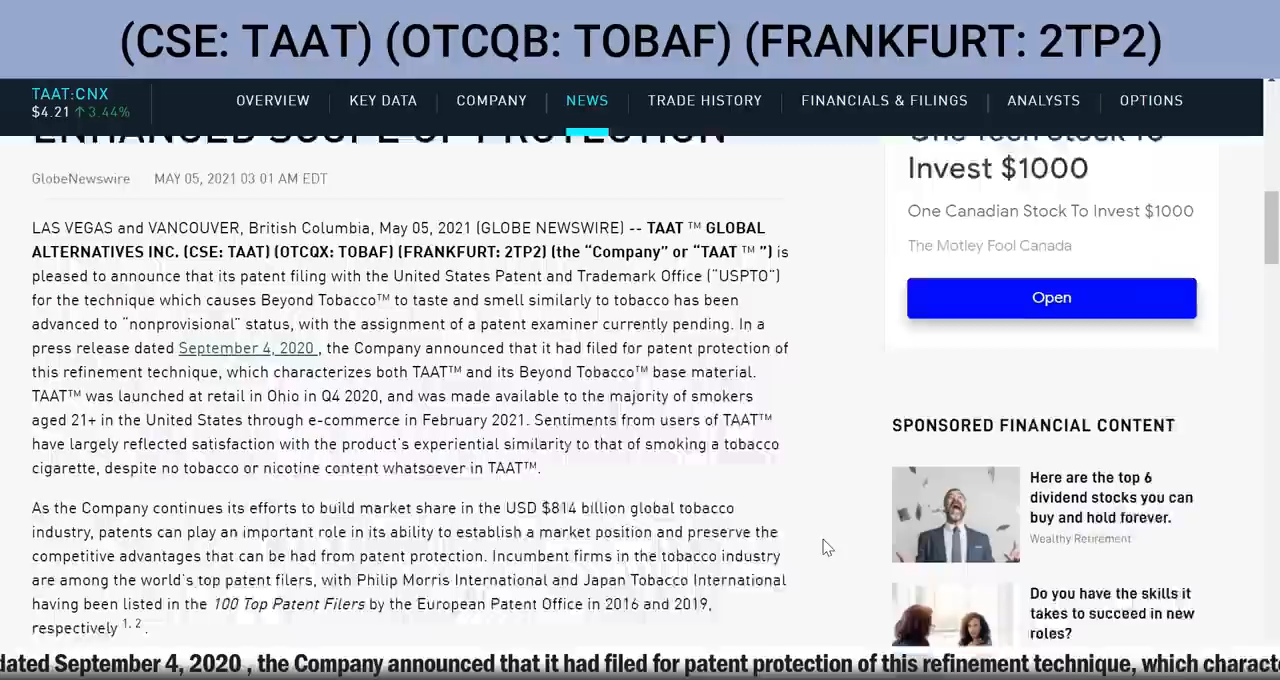 (CSE: TAAT) (OTCQB: TOBAF) (FRANKFURT: 2TP2)
TAAT:CNX
$4.21 ↑3.44%
OVERVIEW KEY DATA COMPANY NEWS TRADE HISTORY FINANCIALS & FILINGS ANALYSTS OPTIONS
ENHANCED SCOPE OF PROTECTION
GlobeNewswire MAY 05, 2021 03:01 AM EDT
LAS VEGAS and VANCOUVER, British Columbia, May 05, 2021 (GLOBE NEWSWIRE) -- TAAT ™ GLOBAL
ALTERNATIVES INC. (CSE: TAAT) (OTCQX: TOBAF) (FRANKFURT: 2TP2) (the “Company” or “TAAT ™ ”) is
pleased to announce that its patent filing with the United States Patent and Trademark Office (“USPTO”)
for the technique which causes Beyond Tobacco™ to taste and smell similarly to tobacco has been
advanced to “nonprovisional” status, with the assignment of a patent examiner currently pending. In a
press release dated September 4, 2020 , the Company announced that it had filed for patent protection of
this refinement technique, which characterizes both TAAT™ and its Beyond Tobacco™ base material.
TAAT™ was launched at retail in Ohio in Q4 2020, and was made available to the majority of smokers
aged 21+ in the United States through e-commerce in February 2021. Sentiments from users of TAAT™
have largely reflected satisfaction with the product's experiential similarity to that of smoking a tobacco
cigarette, despite no tobacco or nicotine content whatsoever in TAAT™.
As the Company continues its efforts to build market share in the USD $814 billion global tobacco
industry, patents can play an important role in its ability to establish a market position and preserve the
competitive advantages that can be had from patent protection. Incumbent firms in the tobacco industry
are among the world's top patent filers, with Philip Morris International and Japan Tobacco International
having been listed in the 100 Top Patent Filers by the European Patent Office in 2016 and 2019,
respectively 1, 2 .
One Tech Stock To
Invest $1000
One Canadian Stock To Invest $1000
The Motley Fool Canada
Open
SPONSORED FINANCIAL CONTENT
Here are the top 6
dividend stocks you can
buy and hold forever.
Wealthy Retirement
Do you have the skills it
takes to succeed in new
roles?
dated September 4, 2020 , the Company announced that it had filed for patent protection of this refinement technique, which characte